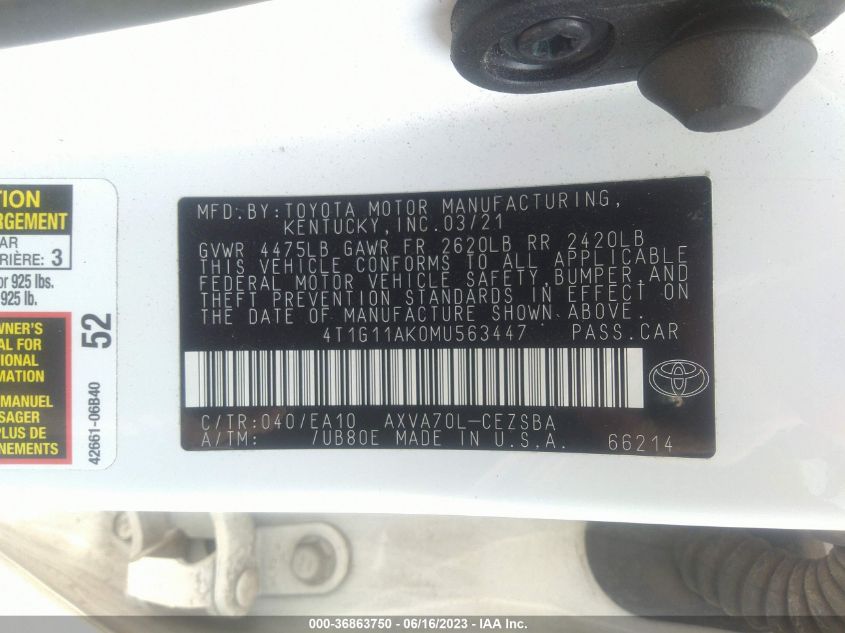 TION
RGEMENT
AR
RIÈRE: 3
or 925 lbs.
925 lb.
WNER'S
AL FOR
IONAL
MATION
MANUEL
SAGER
PLUS DE
NEMENTS
52
42661-06B40
MFD. BY: TOYOTA MOTOR MANUFACTURING,
KENTUCKY, INC. 03/21
GVWR 4475LB GAWR FR 2620LB RR 2420LB
THIS VEHICLE CONFORMS TO ALL APPLICABLE
FEDERAL MOTOR VEHICLE SAFETY, BUMPER, AND
THEFT PREVENTION STANDARDS IN EFFECT ON
THE DATE OF MANUFACTURE SHOWN ABOVE.
4T1G11AK0MU563447 PASS. CAR
C/TR: 040/EA10 AXVA70L-CEZSBA
A/TM: /UB80E MADE IN U.S.A. 66214
000-36863750 - 06/16/2023 - IAA Inc.